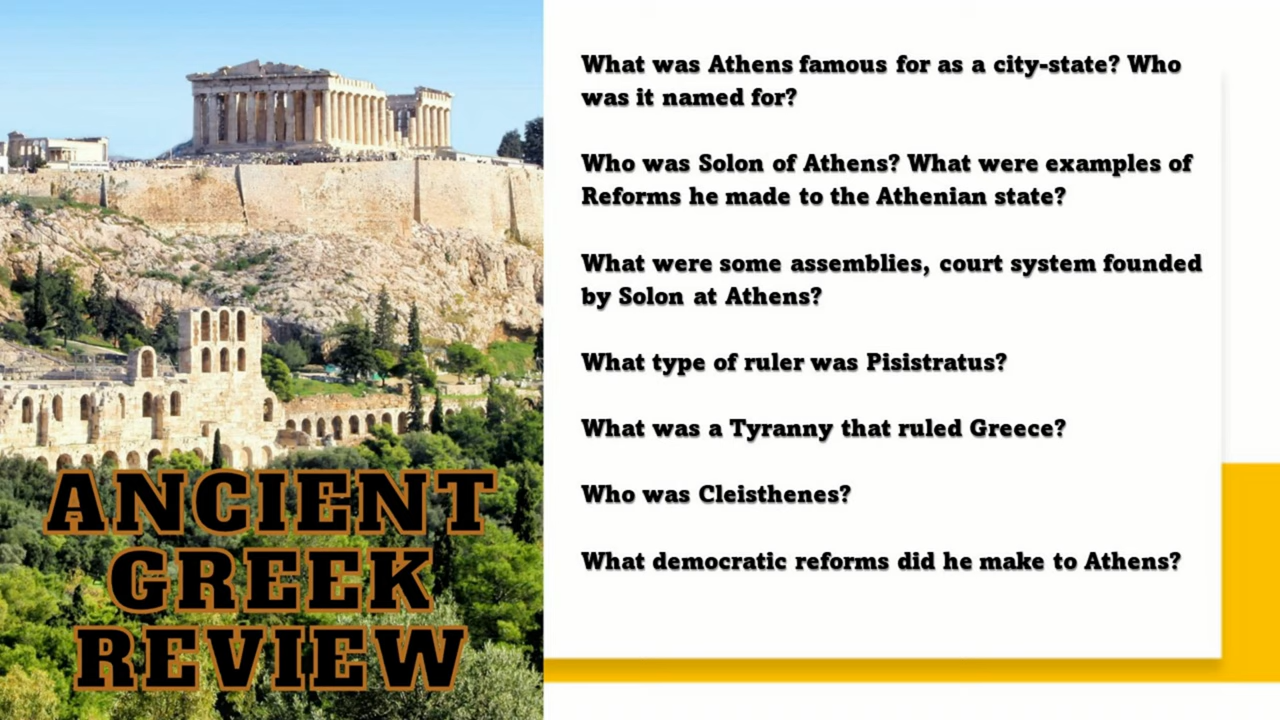 ANCIENT
GREEK
REVIEW
What was Athens famous for as a city-state? Who
was it named for?
Who was Solon of Athens? What were examples of
Reforms he made to the Athenian state?
What were some assemblies, court system founded
by Solon at Athens?
What type of ruler was Pisistratus?
What was a Tyranny that ruled Greece?
Who was Cleisthenes?
What democratic reforms did he make to Athens?